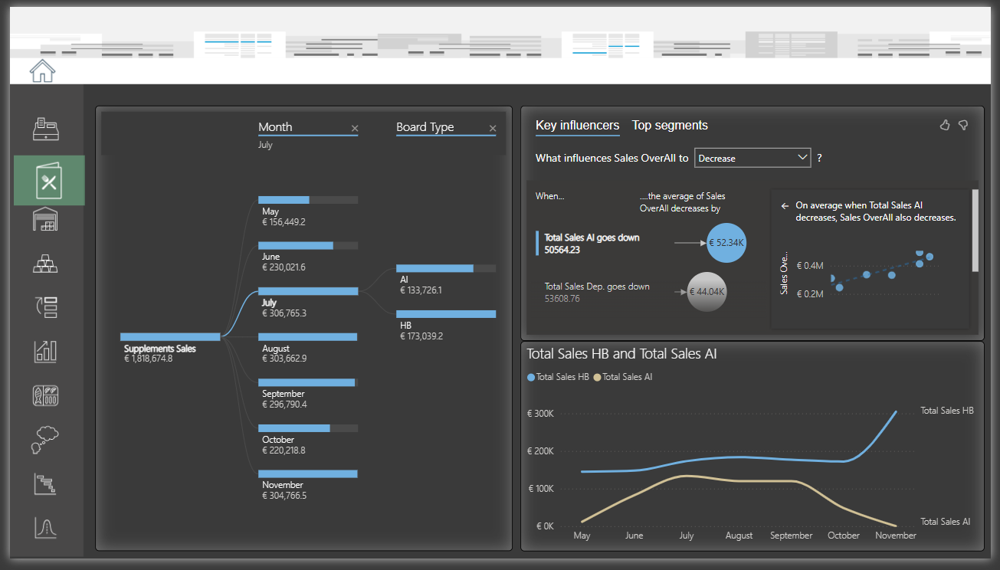 Month
Board Type
July
May
€ 156,449.2
June
€ 230,021.6
AI
€ 133,726.1
July
€ 306,765.3
HB
€ 173,039.2
Supplements Sales
€ 1,818,674.8
August
€ 303,662.9
September
€ 296,790.4
October
€ 220,218.8
November
€ 304,766.5
Key influencers
Top segments
What influences Sales OverAll to
Decrease
?
When...
....the average of Sales
OverAll decreases by
Total Sales AI goes down
50564.23
€ 52.34K
Total Sales Dep. goes down
53608.76
€ 44.04K
On average when Total Sales AI
decreases, Sales OverAll also decreases.
Sales Ove...
€ 0.4M
€ 0.2M
Total Sales HB and Total Sales AI
Total Sales HB
Total Sales AI
€ 300K
€ 200K
€ 100K
€ 0K
Total Sales HB
Total Sales AI
May
June
July
August
September
October
November